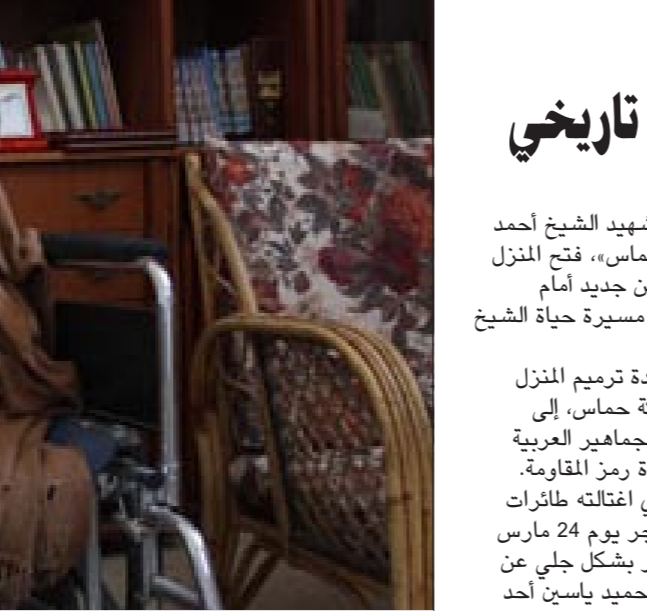 تاريخي
شهيد الشيخ أحمد
ماس»، فتح المنزل
ن جديد أمام
مسيرة حياة الشيخ
دة ترميم المنزل
ة حماس، إلى
جماهير العربية
ة رمز المقاومة.
ي اغتالته طائرات
جر يوم 24 مارس
ر بشكل جلي عن
حميد ياسين أحد